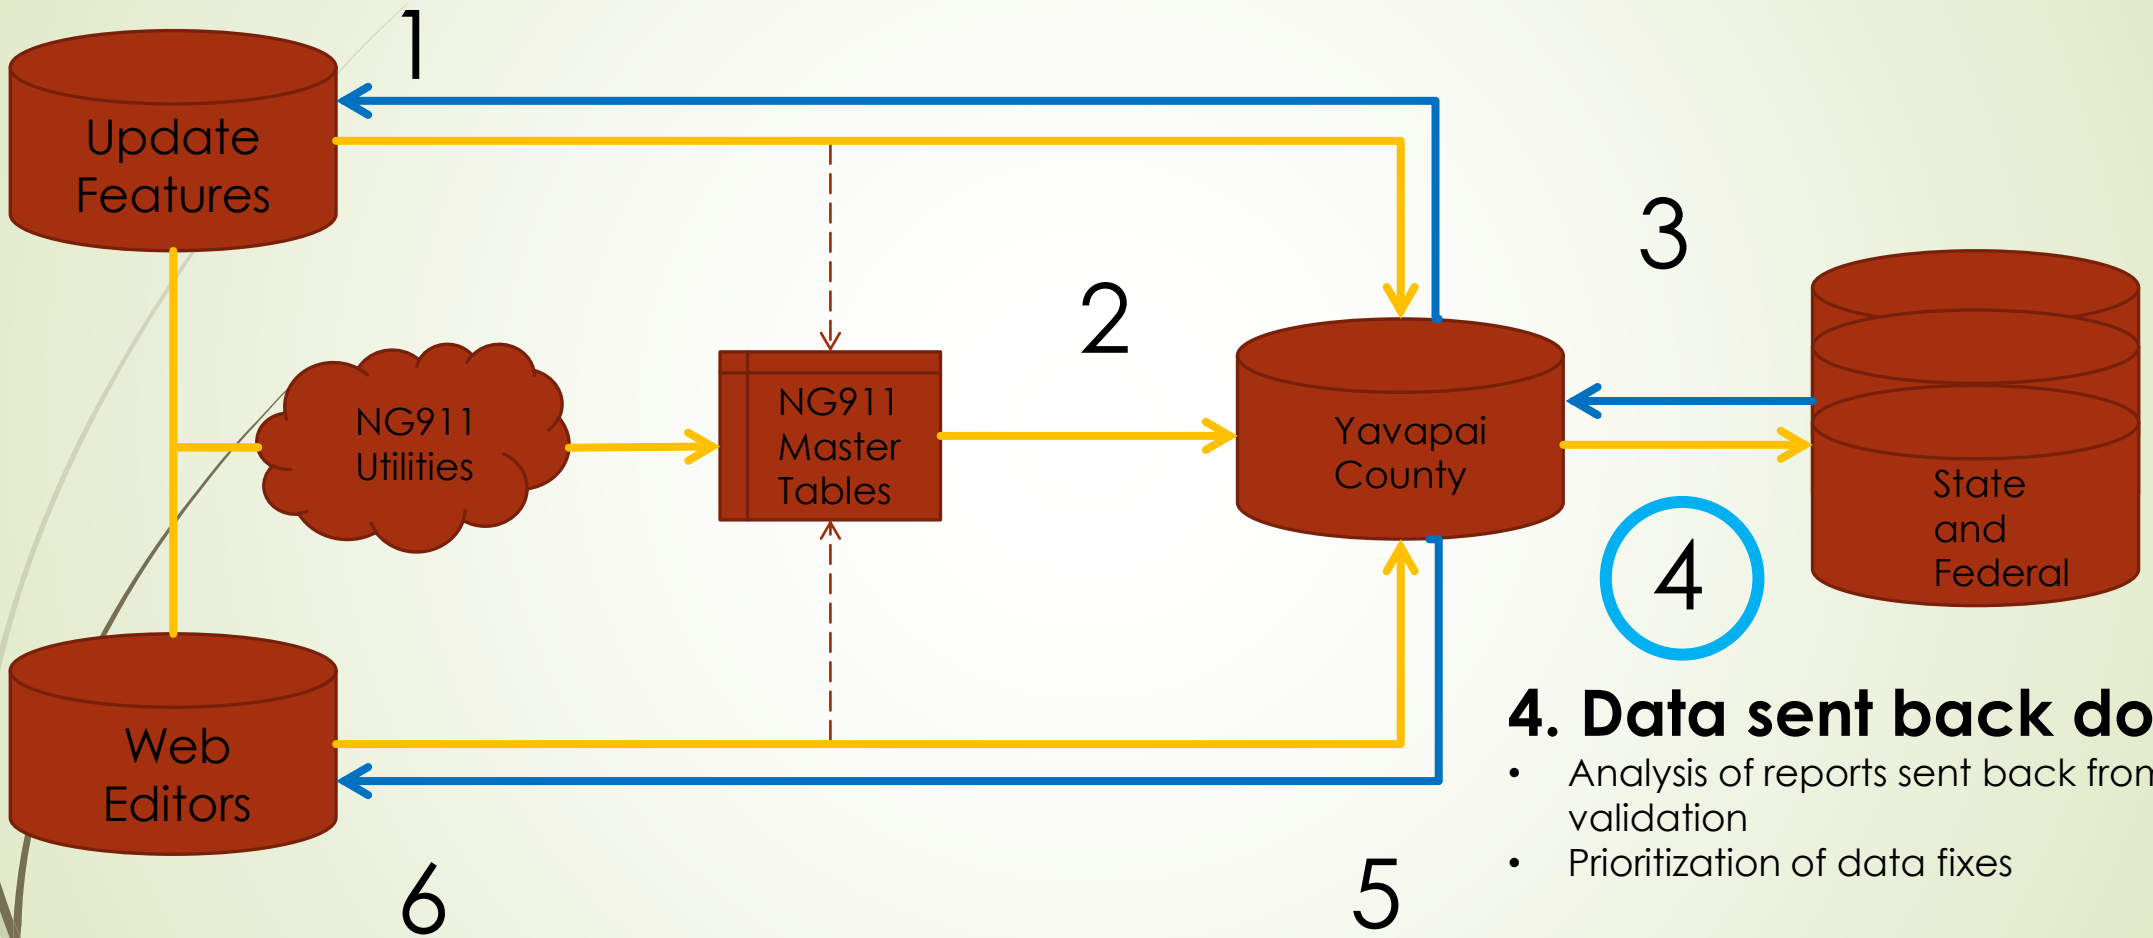 1
Update
Features
2
3
NG911
Utilities
NG911
Master
Tables
Yavapai
County
State
and
Federal
4
4. Data sent back do
• Analysis of reports sent back from
validation
• Prioritization of data fixes
Web
Editors
5
6